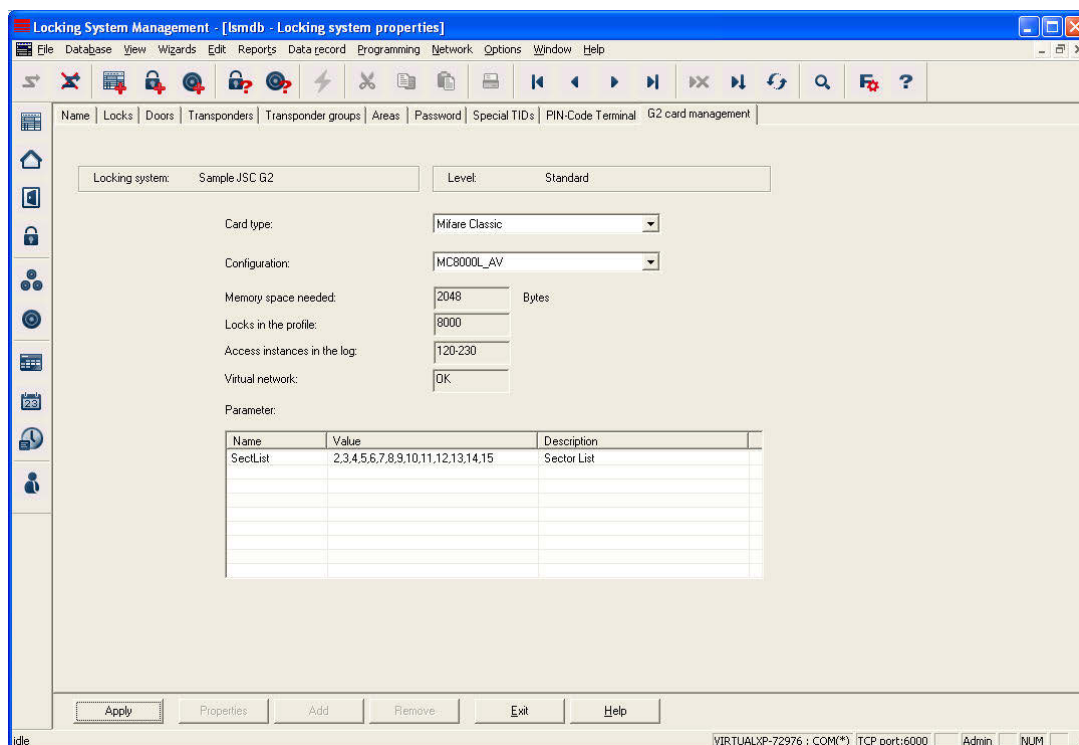 Locking System Management - [lsmdb - Locking system properties]
File Database View Wizards Edit Reports Data record Programming Network Options Window Help
Name Locks Doors Transponders Transponder groups Areas Password Special TIDs PIN-Code Terminal G2 card management
Locking system: Sample JSC G2 Level: Standard
Card type: Mifare Classic
Configuration: MC8000L_AV
Memory space needed: 2048 Bytes
Locks in the profile: 8000
Access instances in the log: 120-230
Virtual network: OK
Parameter:
Name Value Description
SectList 2,3,4,5,6,7,8,9,10,11,12,13,14,15 Sector List
Apply Properties Add Remove Exit Help
idle VIRTUALXP-72976 : COM(*) TCP port:6000 Admin NUM